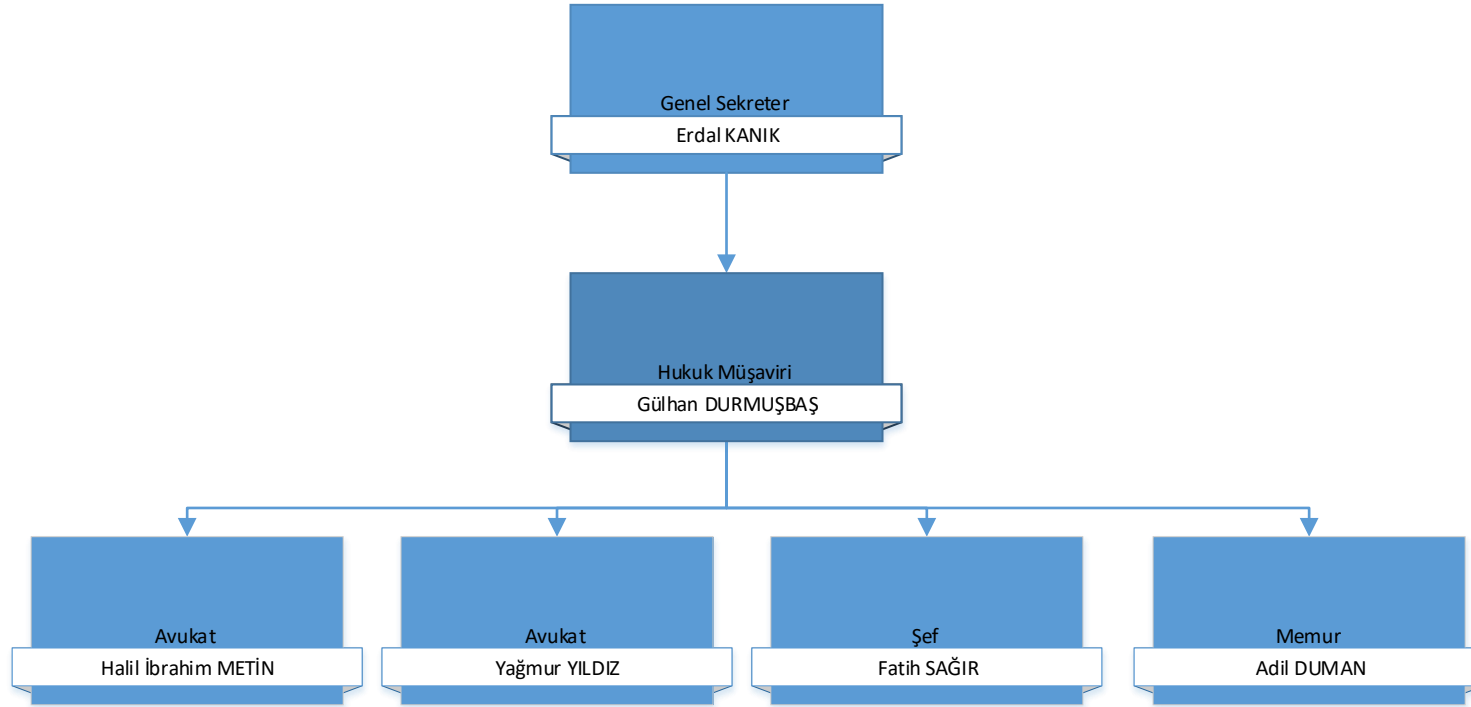 Genel Sekreter
Erdal KANIK
Hukuk Müşaviri
Gülhan DURMUŞBAŞ
Avukat
Halil İbrahim METİN
Avukat
Yağmur YILDIZ
Şef
Fatih SAĞIR
Memur
Adil DUMAN